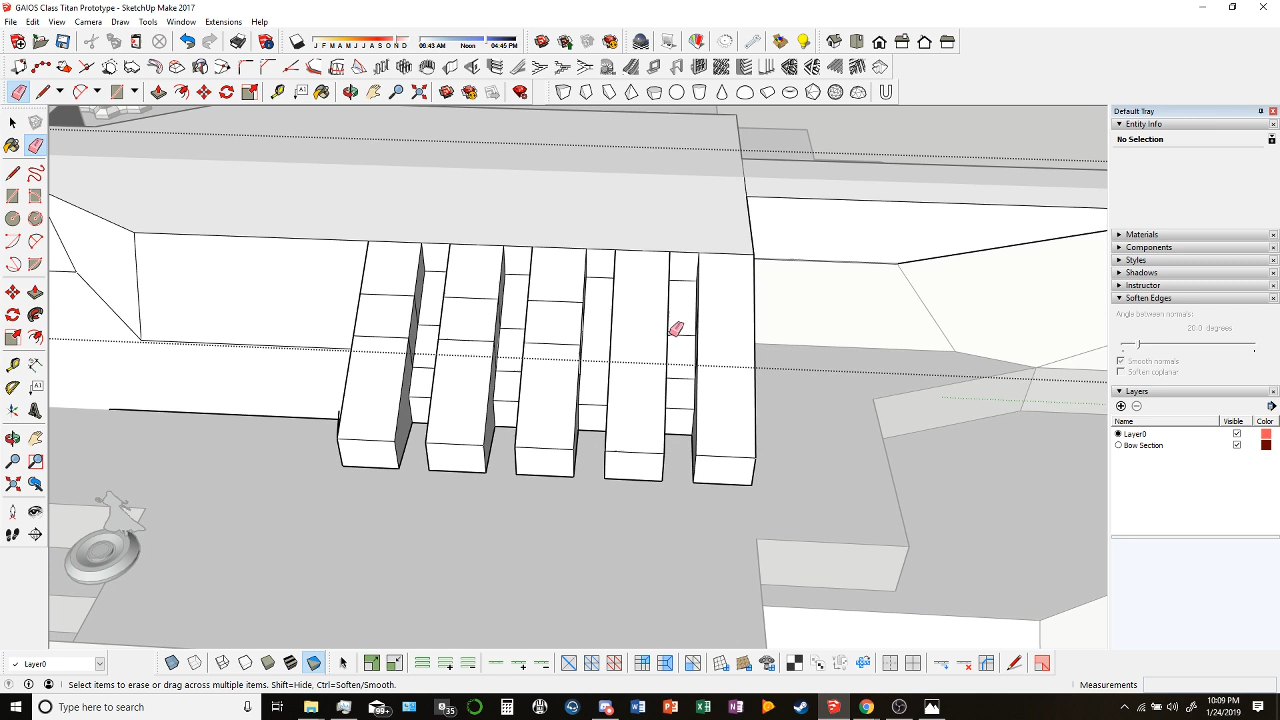 GAIOS Class Titan Prototype - SketchUp Make 2017
File Edit View Camera Draw Tools Window Extensions Help
J F M A M J J A S O N D
Noon 04:45 PM
Default Tray
Entity Info
No Selection
Materials
Components
Styles
Shadows
Instructor
Soften Edges
Angle between normals:
20.0 degrees
Smooth normals
Soften coplanar
Layers
Name Visible Color
Layer0
Bow Section
Layer0
Select items to erase or drag across multiple items. Shift=Hide, Ctrl=Soften/Smooth.
Measurements
Type here to search
99+
35
10:09 PM
1/24/2019